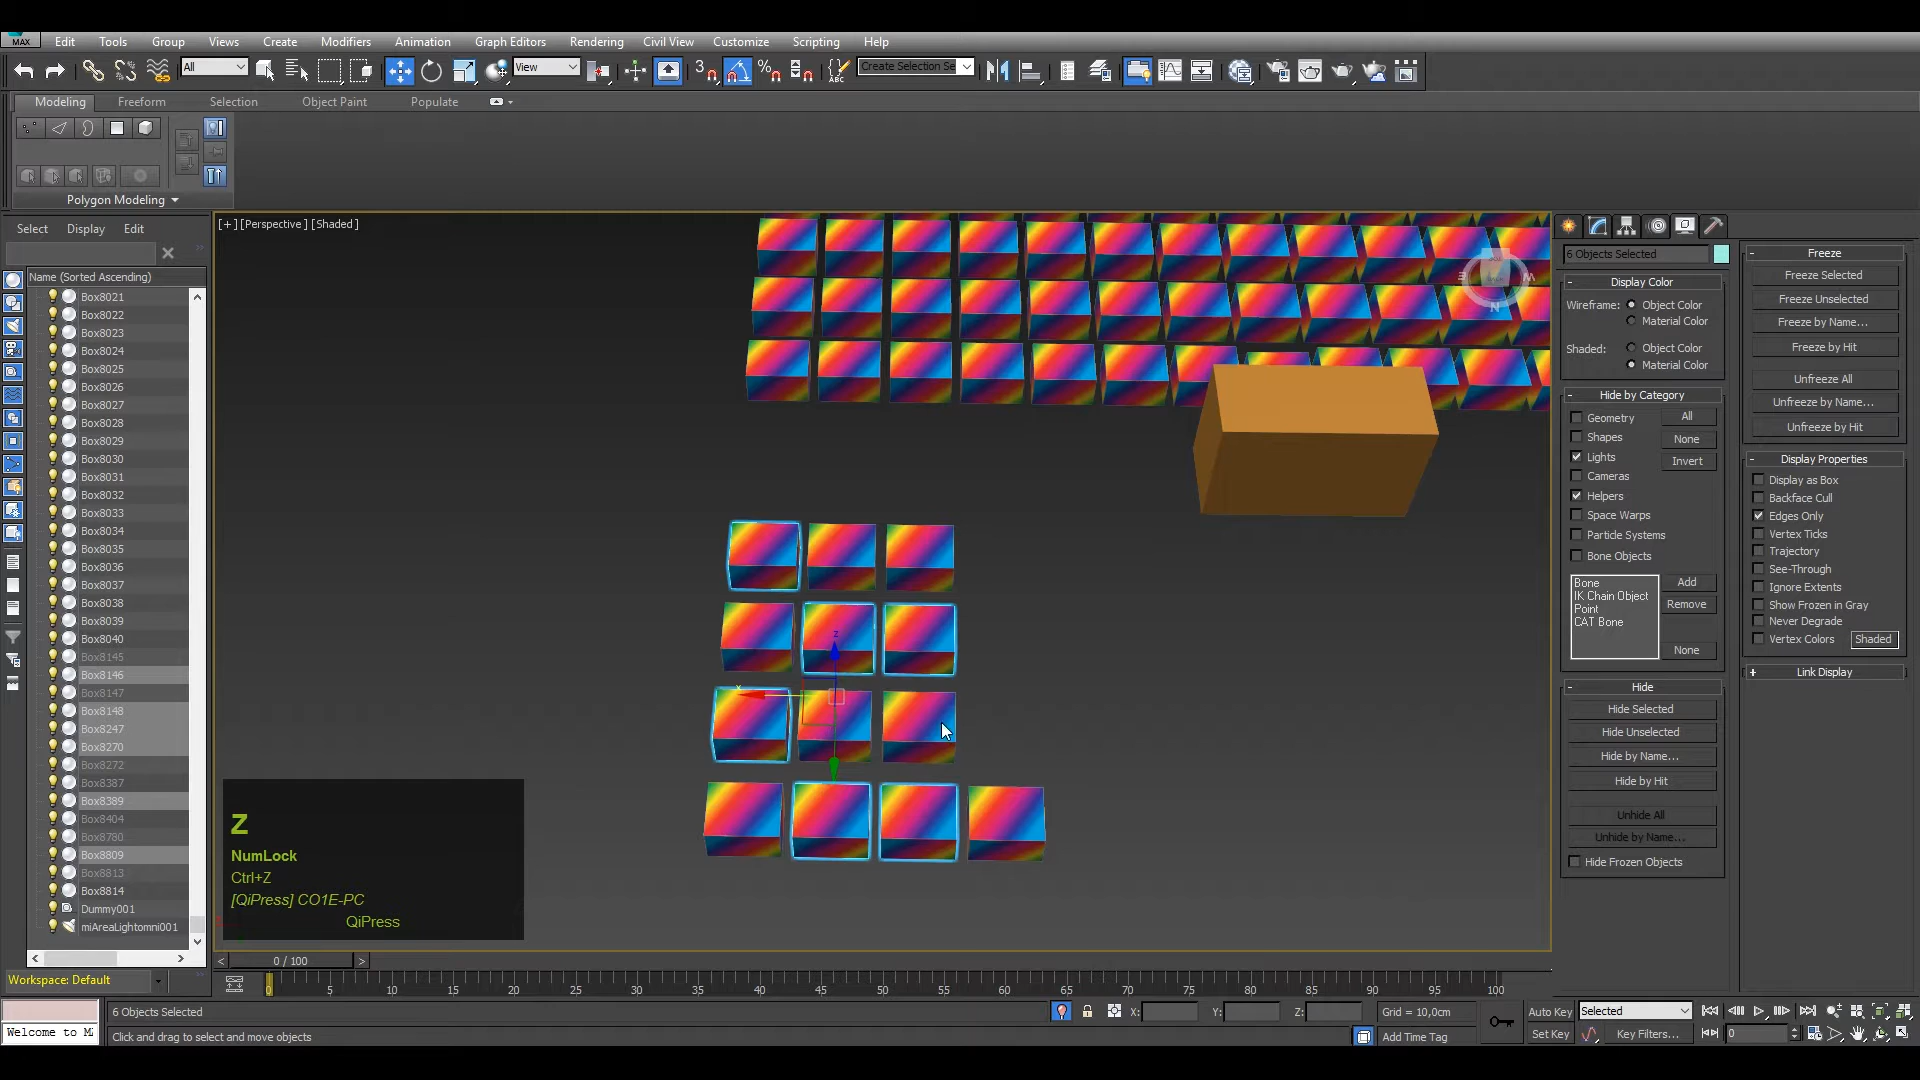 MAX
Edit Tools Group Views Create Modifiers Animation Graph Editors Rendering Civil View Customize Scripting Help
All View 3 Create Selection Se
Modeling Freeform Selection Object Paint Populate
Polygon Modeling
Select Display Edit
Name (Sorted Ascending)
Box8021
Box8022
Box8023
Box8024
Box8025
Box8026
Box8027
Box8028
Box8029
Box8030
Box8031
Box8032
Box8033
Box8034
Box8035
Box8036
Box8037
Box8038
Box8039
Box8040
Box8145
Box8146
Box8147
Box8148
Box8247
Box8270
Box8272
Box8387
Box8389
Box8404
Box8780
Box8809
Box8813
Box8814
Dummy001
miAreaLightomni001
Workspace: Default
[+] [Perspective] [Shaded]
Z
NumLock
Ctrl+Z
[QiPress] CO1E-PC
QiPress
6 Objects Selected
Display Color
Wireframe: Object Color
Material Color
Shaded: Object Color
Material Color
Hide by Category
Geometry All
Shapes None
Lights Invert
Cameras
Helpers
Space Warps
Particle Systems
Bone Objects
Bone Add
IK Chain Object Remove
Point
CAT Bone
None
Hide
Hide Selected
Hide Unselected
Hide by Name...
Hide by Hit
Unhide All
Unhide by Name...
Hide Frozen Objects
Freeze
Freeze Selected
Freeze Unselected
Freeze by Name...
Freeze by Hit
Unfreeze All
Unfreeze by Name...
Unfreeze by Hit
Display Properties
Display as Box
Backface Cull
Edges Only
Vertex Ticks
Trajectory
See-Through
Ignore Extents
Show Frozen in Gray
Never Degrade
Vertex Colors Shaded
Link Display
0 / 100
0 5 10 15 20 25 30 35 40 45 50 55 60 65 70 75 80 85 90 95 100
6 Objects Selected X: Y: Z: Grid = 10,0cm Auto Key Selected
Welcome to Ma Click and drag to select and move objects Add Time Tag Set Key Key Filters... 0